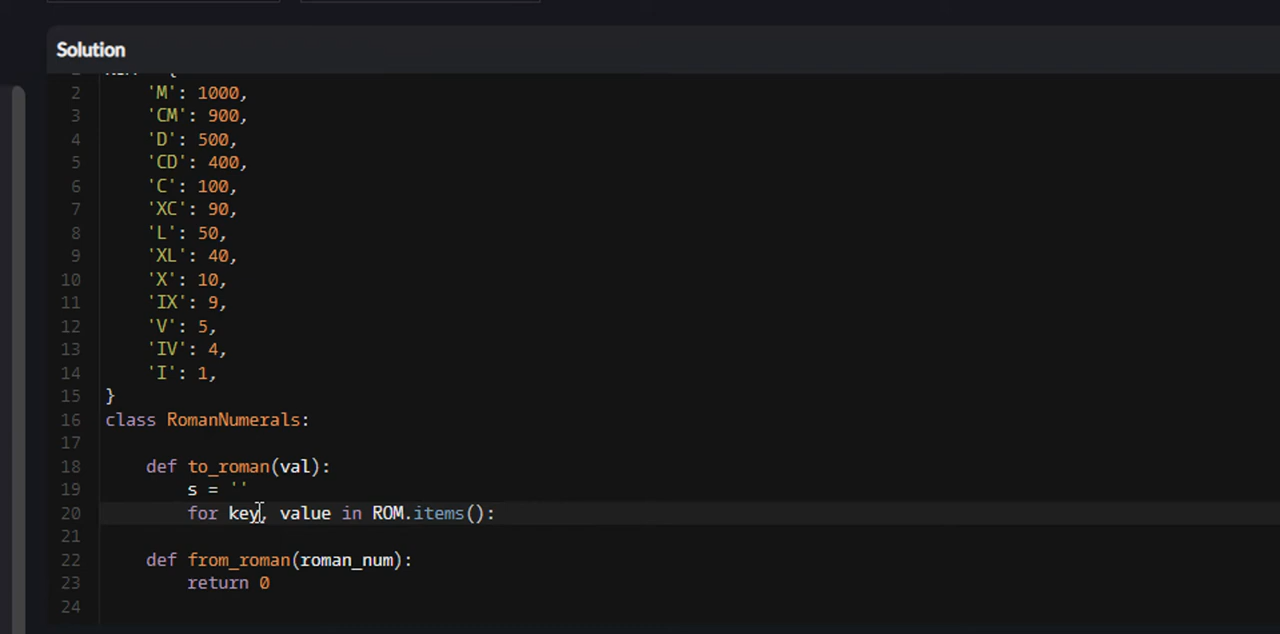 Solution
2 'M': 1000,
3 'CM': 900,
4 'D': 500,
5 'CD': 400,
6 'C': 100,
7 'XC': 90,
8 'L': 50,
9 'XL': 40,
10 'X': 10,
11 'IX': 9,
12 'V': 5,
13 'IV': 4,
14 'I': 1,
15 }
16 class RomanNumerals:
17
18 def to_roman(val):
19 s = ''
20 for key, value in ROM.items():
21
22 def from_roman(roman_num):
23 return 0
24